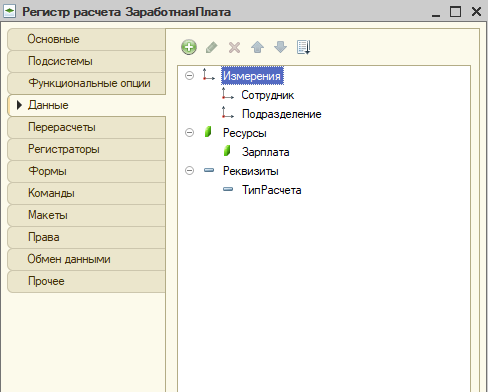 Регистр расчета ЗаработнаяПлата
Основные
Подсистемы
Функциональные опции
Данные
Перерасчеты
Регистраторы
Формы
Команды
Макеты
Права
Обмен данными
Прочее
Измерения
Сотрудник
Подразделение
Ресурсы
Зарплата
Реквизиты
ТипРасчета